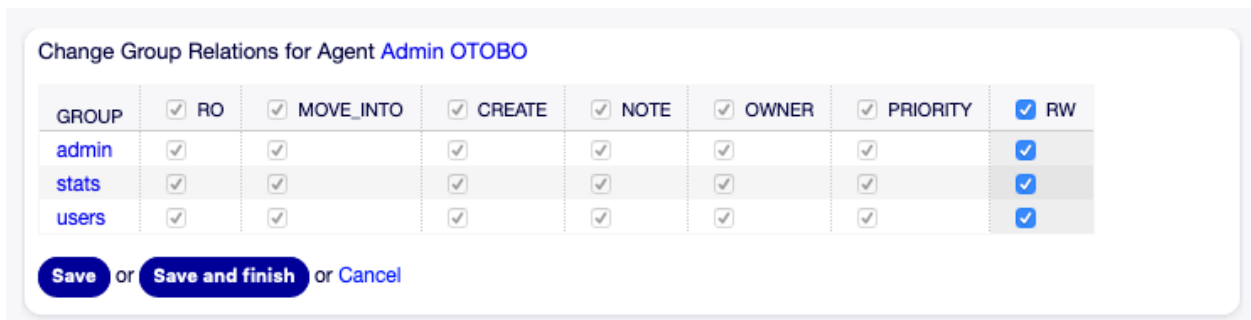 Change Group Relations for Agent Admin OTOBO
GROUP RO MOVE_INTO CREATE NOTE OWNER PRIORITY RW
admin
stats
users
Save or Save and finish or Cancel